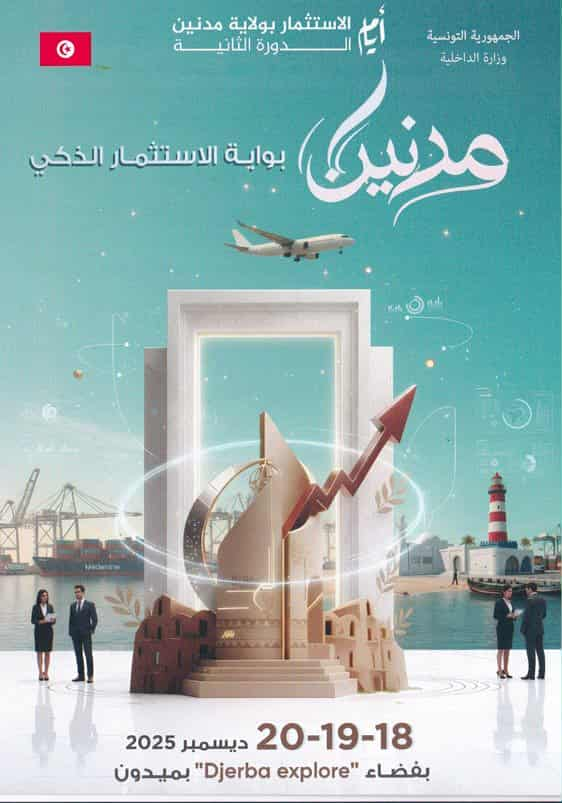 الجمهورية التونسية
وزارة الداخلية
أيام الاستثمار بولاية مدنين
الدورة الثانية
مدنين
بوابة الاستثمار الذكي
Medenine
18-19-20 ديسمبر 2025
بفضاء "Djerba explore" بميدون